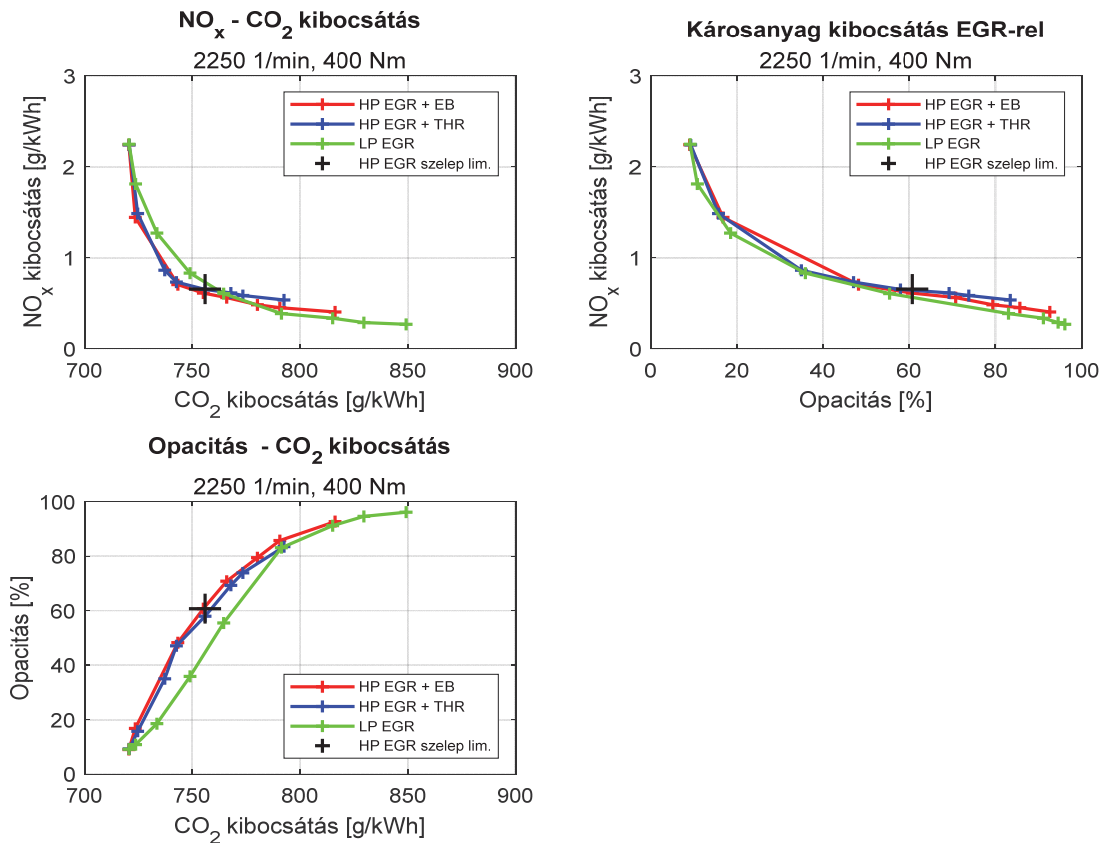 NOx - CO2 kibocsátás
2250 1/min, 400 Nm
3
2
1
0
700
750
800
850
900
NOx kibocsátás [g/kWh]
CO2 kibocsátás [g/kWh]
HP EGR + EB
HP EGR + THR
LP EGR
HP EGR szelep lim.
Károsanyag kibocsátás EGR-rel
2250 1/min, 400 Nm
3
2
1
0
0
20
40
60
80
100
NOx kibocsátás [g/kWh]
Opacitás [%]
HP EGR + EB
HP EGR + THR
LP EGR
HP EGR szelep lim.
Opacitás - CO2 kibocsátás
2250 1/min, 400 Nm
100
80
60
40
20
0
700
750
800
850
900
Opacitás [%]
CO2 kibocsátás [g/kWh]
HP EGR + EB
HP EGR + THR
LP EGR
HP EGR szelep lim.